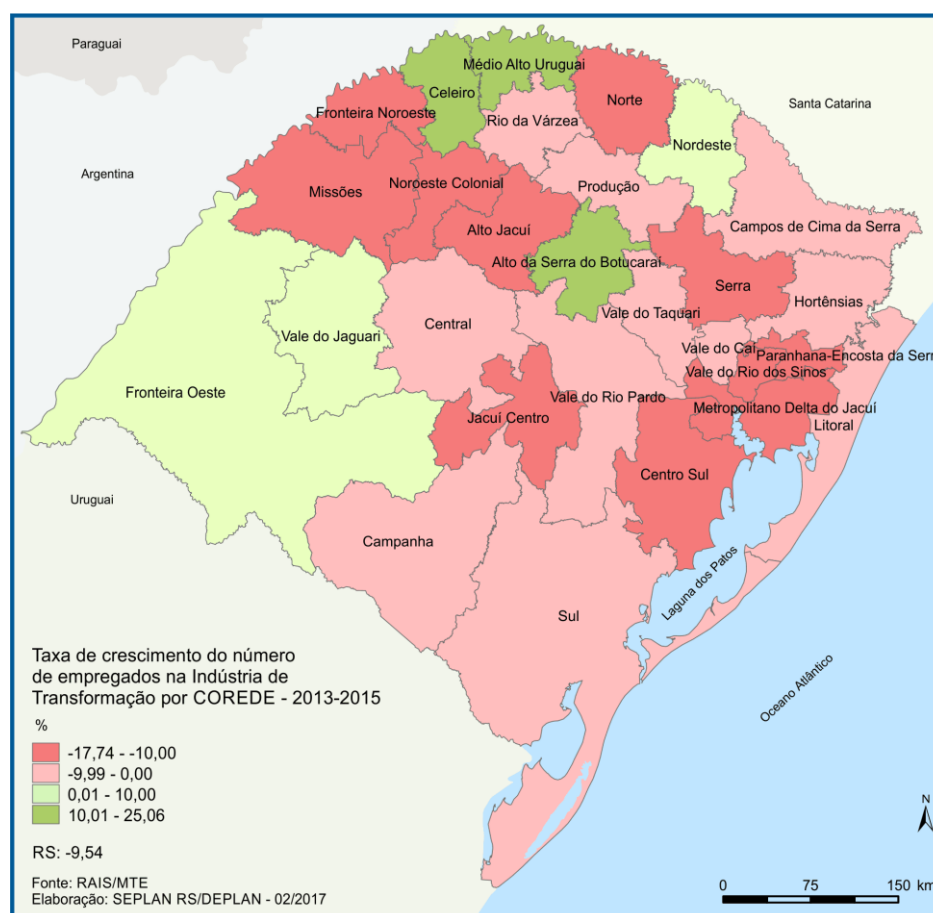 Paraguai
Médio Alto Uruguai
Celeiro
Norte
Santa Catarina
Fronteira Noroeste
Rio da Várzea
Nordeste
Argentina
Missões
Noroeste Colonial
Produção
Alto Jacuí
Campos de Cima da Serra
Alto da Serra do Botucaraí
Serra
Hortênsias
Vale do Taquari
Central
Vale do Jaguari
Vale do Caí
Paranhana-Encosta da Serra
Vale do Rio dos Sinos
Fronteira Oeste
Vale do Rio Pardo
Metropolitano Delta do Jacuí
Jacuí Centro
Litoral
Centro Sul
Uruguai
Campanha
Laguna dos Patos
Sul
Oceano Atlântico
Taxa de crescimento do número
de empregados na Indústria de
Transformação por COREDE - 2013-2015
%
-17,74 - -10,00
-9,99 - 0,00
0,01 - 10,00
10,01 - 25,06
RS: -9,54
Fonte: RAIS/MTE
Elaboração: SEPLAN RS/DEPLAN - 02/2017
N
0 75 150 km